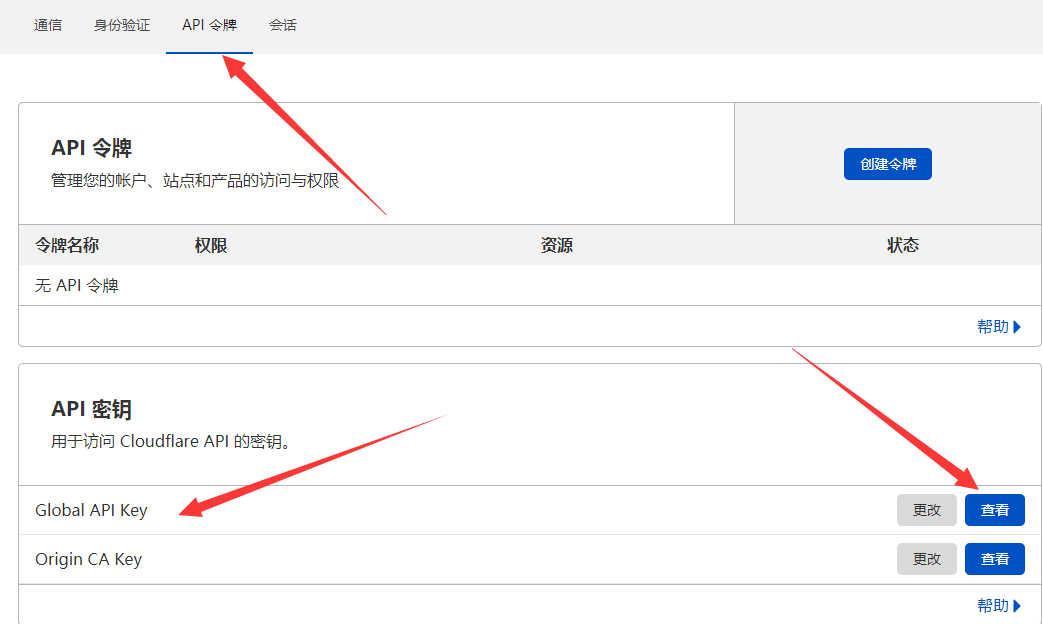 通信 身份验证 API 令牌 会话
API 令牌
管理您的帐户、站点和产品的访问与权限
创建令牌
令牌名称 权限 资源 状态
无 API 令牌
帮助
API 密钥
用于访问 Cloudflare API 的密钥。
Global API Key 更改 查看
Origin CA Key 更改 查看
帮助